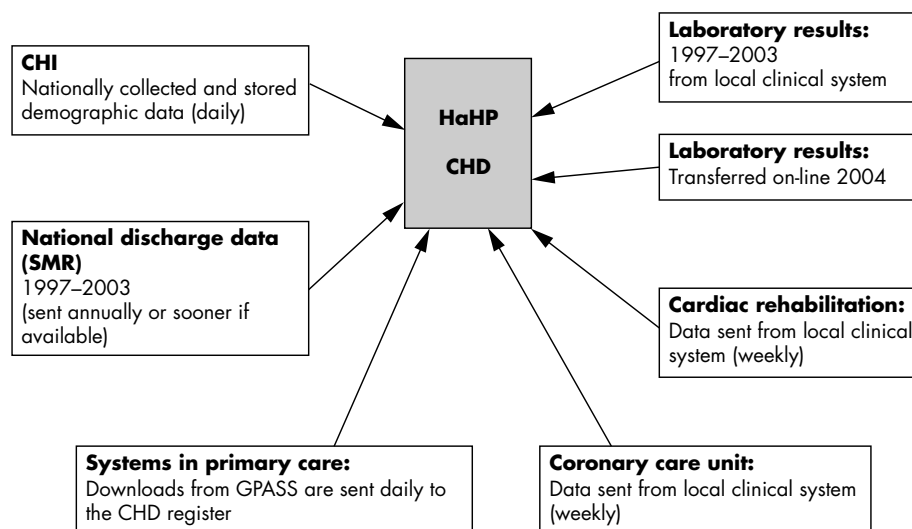 CHI
Nationally collected and stored
demographic data (daily)
National discharge data
(SMR)
1997–2003
(sent annually or sooner if
available)
HaHP
CHD
Laboratory results:
1997–2003
from local clinical system
Laboratory results:
Transferred on-line 2004
Cardiac rehabilitation:
Data sent from local clinical
system (weekly)
Systems in primary care:
Downloads from GPASS are sent daily to
the CHD register
Coronary care unit:
Data sent from local clinical system
(weekly)